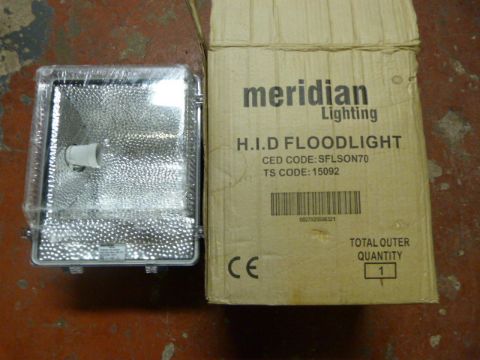 meridian
Lighting
H.I.D FLOODLIGHT
CED CODE:SFLSON70
TS CODE: 15092
TOTAL OUTER
QUANTITY
1
CE